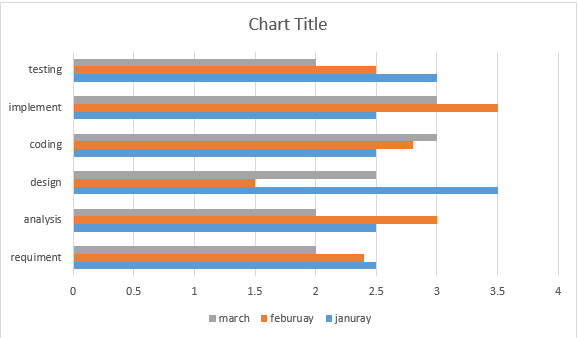 Chart Title
testing
implement
coding
design
analysis
requiment
0 0.5 1 1.5 2 2.5 3 3.5 4
march feburuay januray